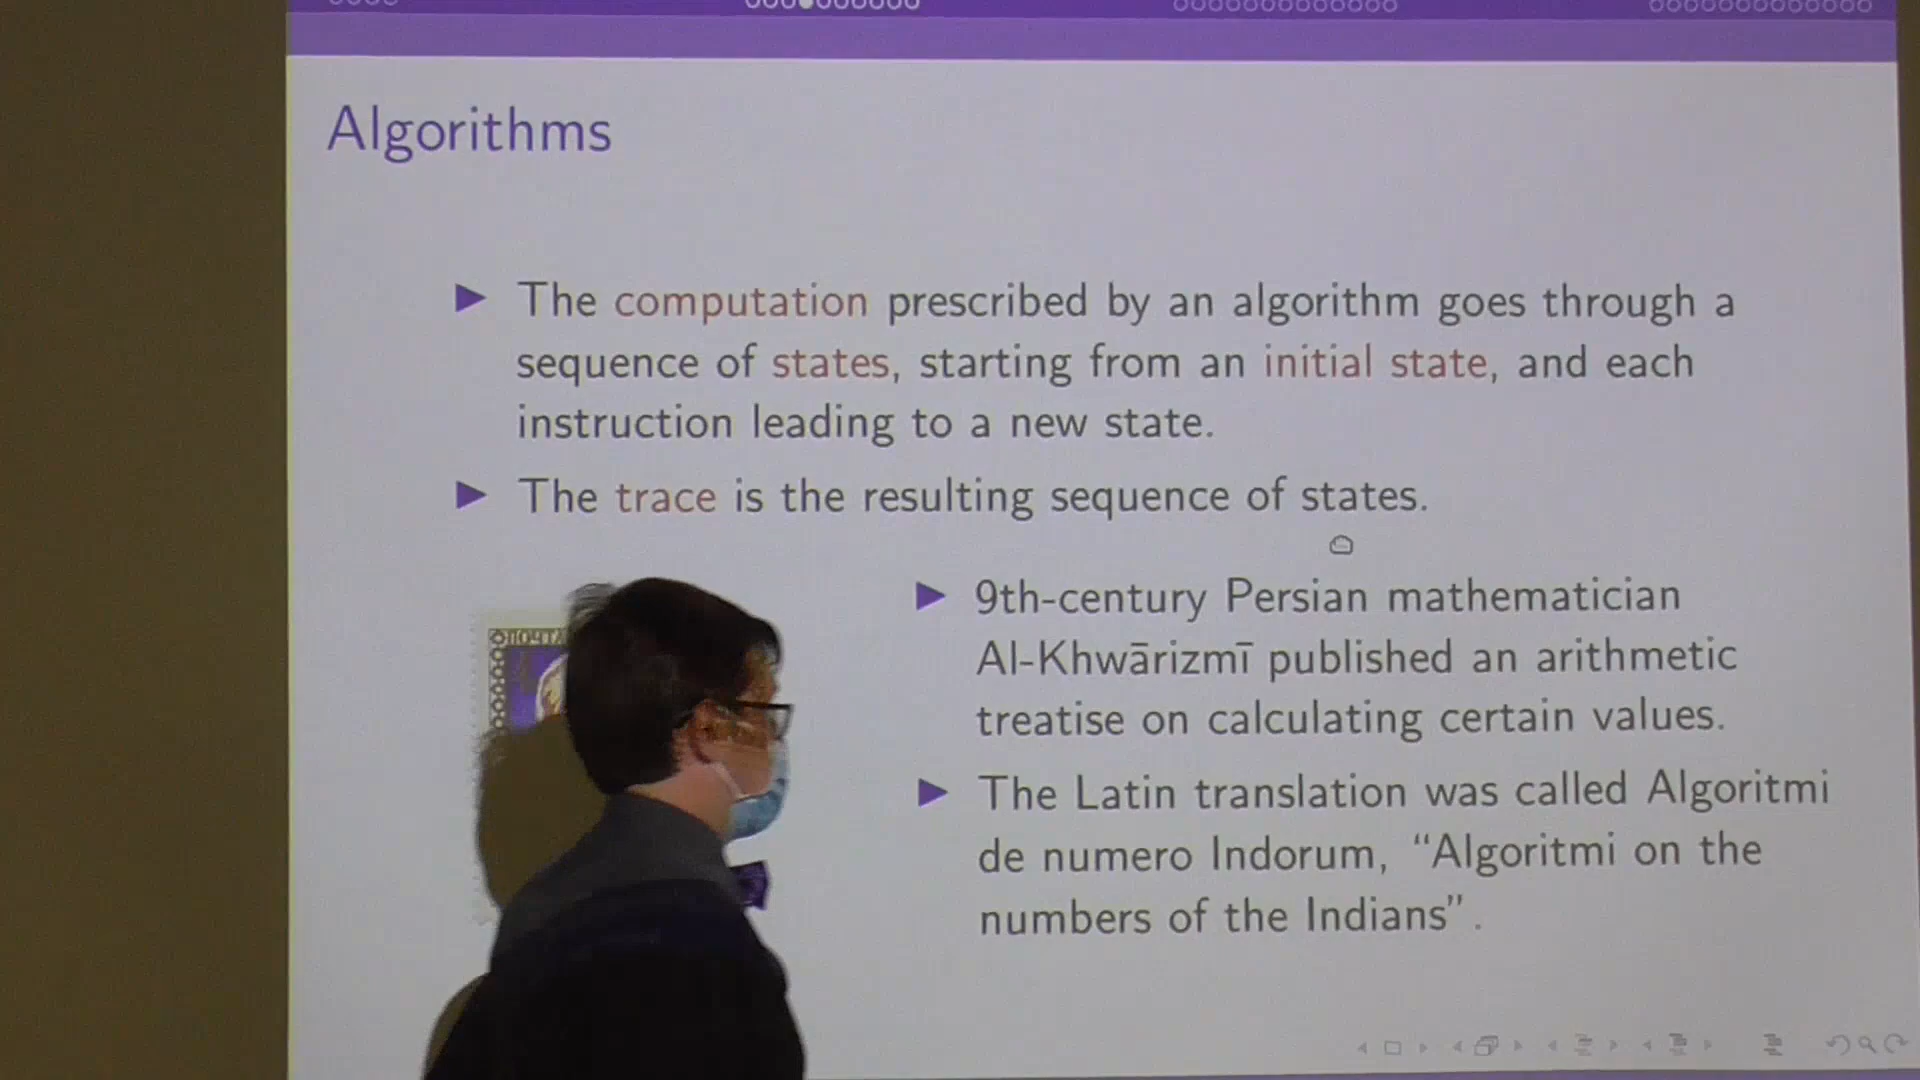 Algorithms
The computation prescribed by an algorithm goes through a
sequence of states, starting from an initial state, and each
instruction leading to a new state.
The trace is the resulting sequence of states.
9th-century Persian mathematician
Al-Khwārizmī published an arithmetic
treatise on calculating certain values.
The Latin translation was called Algoritmi
de numero Indorum, “Algoritmi on the
numbers of the Indians”.